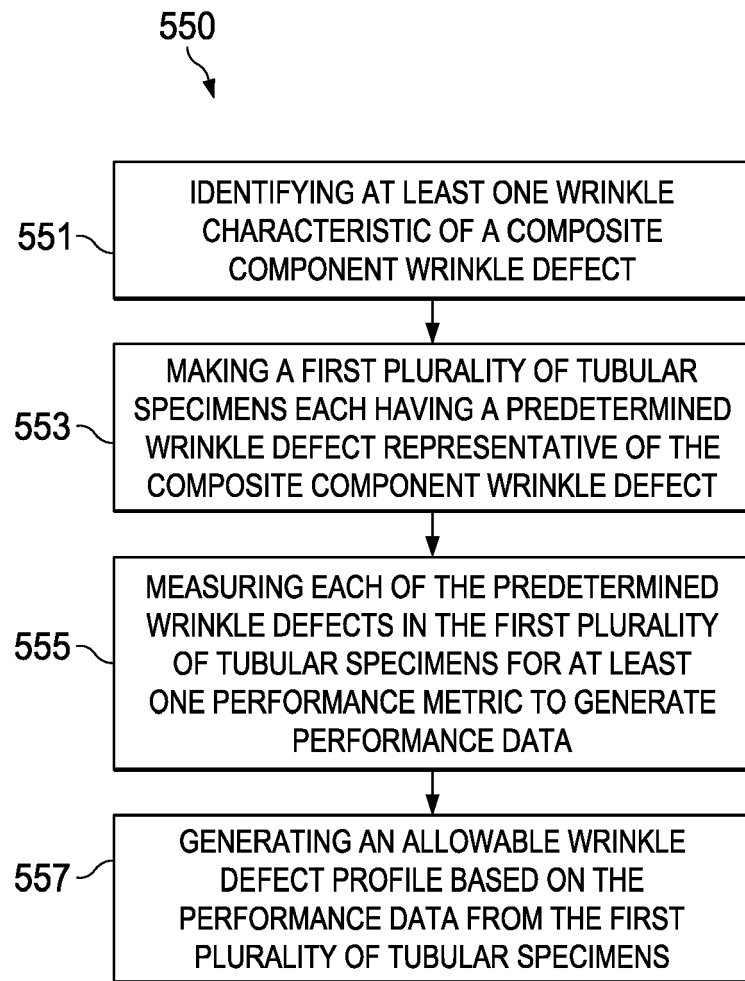 550
551
IDENTIFYING AT LEAST ONE WRINKLE
CHARACTERISTIC OF A COMPOSITE
COMPONENT WRINKLE DEFECT
553
MAKING A FIRST PLURALITY OF TUBULAR
SPECIMENS EACH HAVING A PREDETERMINED
WRINKLE DEFECT REPRESENTATIVE OF THE
COMPOSITE COMPONENT WRINKLE DEFECT
555
MEASURING EACH OF THE PREDETERMINED
WRINKLE DEFECTS IN THE FIRST PLURALITY
OF TUBULAR SPECIMENS FOR AT LEAST
ONE PERFORMANCE METRIC TO GENERATE
PERFORMANCE DATA
557
GENERATING AN ALLOWABLE WRINKLE
DEFECT PROFILE BASED ON THE
PERFORMANCE DATA FROM THE FIRST
PLURALITY OF TUBULAR SPECIMENS